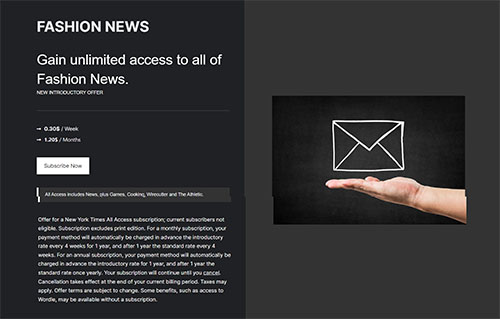 FASHION NEWS
Gain unlimited access to all of
Fashion News.
NEW INTRODUCTORY OFFER
→ 0.30$ / Week
→ 1.20$ / Months
Subscribe Now
All Access includes News, plus Games, Cooking, Wirecutter and The Athletic.
Offer for a New York Times All Access subscription; current subscribers not
eligible. Subscription excludes print edition. For a monthly subscription, your
payment method will automatically be charged in advance the introductory
rate every 4 weeks for 1 year, and after 1 year the standard rate every 4
weeks. For an annual subscription, your payment method will automatically be
charged in advance the introductory rate for 1 year, and after 1 year the
standard rate once yearly. Your subscription will continue until you cancel.
Cancellation takes effect at the end of your current billing period. Taxes may
apply. Offer terms are subject to change. Some benefits, such as access to
Wordle, may be available without a subscription.